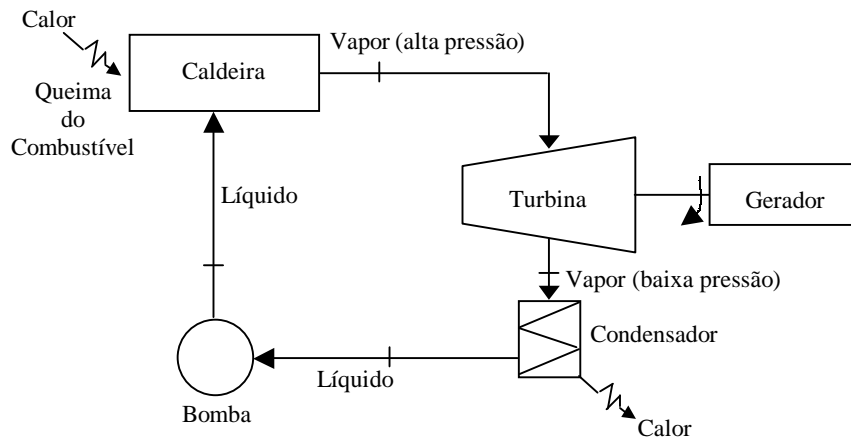 Calor
Vapor (alta pressão)
Caldeira
Queima
do
Combustível
Líquido
Turbina
Gerador
Vapor (baixa pressão)
Condensador
Líquido
Bomba
Calor